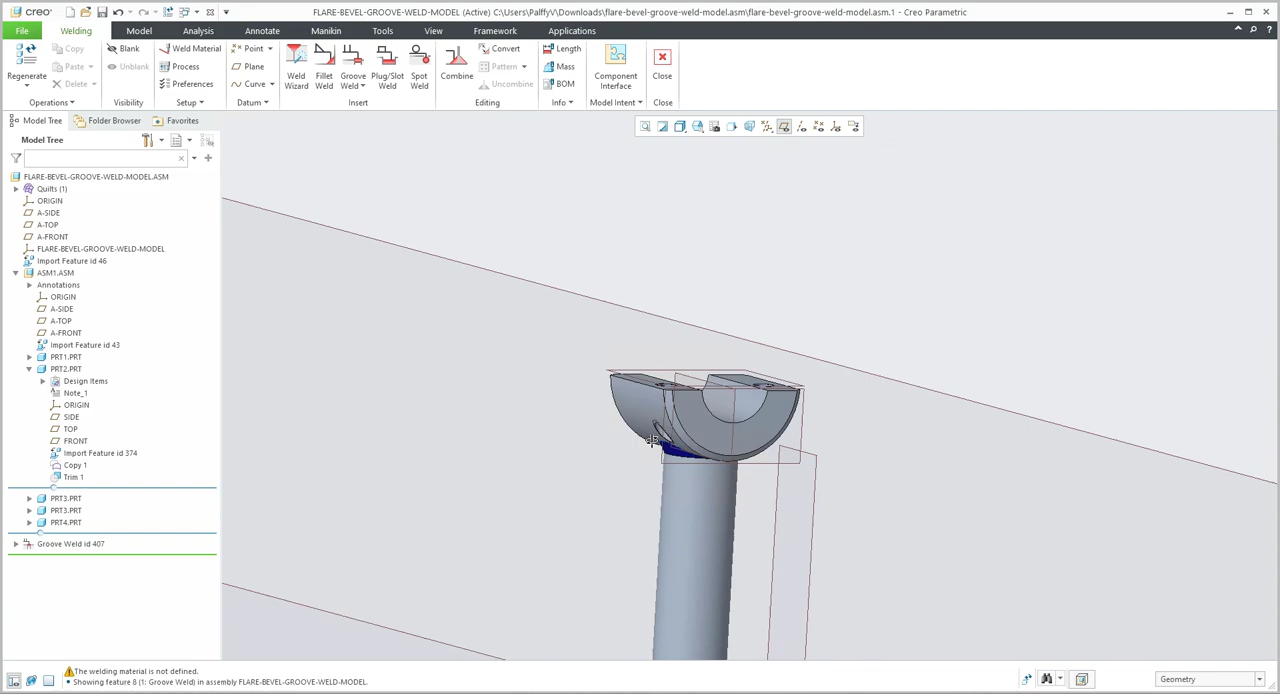 creo FLARE-BEVEL-GROOVE-WELD-MODEL (Active) C:\Users\PalffyV\Downloads\flare-bevel-groove-weld-model.asm\flare-bevel-groove-weld-model.asm.1 - Creo Parametric
File Welding Model Analysis Annotate Manikin Tools View Framework Applications
Regenerate Copy Paste Delete Blank Unblank Weld Material Process Preferences Point Plane Curve Weld Wizard Fillet Weld Groove Weld Plug/Slot Weld Spot Weld Combine Convert Pattern Uncombine Length Mass BOM Component Interface Close
Operations Visibility Setup Datum Insert Editing Info Model Intent Close
Model Tree Folder Browser Favorites
Model Tree
FLARE-BEVEL-GROOVE-WELD-MODEL.ASM
Quilts (1)
ORIGIN
A-SIDE
A-TOP
A-FRONT
FLARE-BEVEL-GROOVE-WELD-MODEL
Import Feature id 46
ASM1.ASM
Annotations
ORIGIN
A-SIDE
A-TOP
A-FRONT
Import Feature id 43
PRT1.PRT
PRT2.PRT
Design Items
Note_1
ORIGIN
SIDE
TOP
FRONT
Import Feature id 374
Copy 1
Trim 1
PRT3.PRT
PRT3.PRT
PRT4.PRT
Groove Weld id 407
The welding material is not defined.
• Showing feature 8 (1: Groove Weld) in assembly FLARE-BEVEL-GROOVE-WELD-MODEL.
Geometry